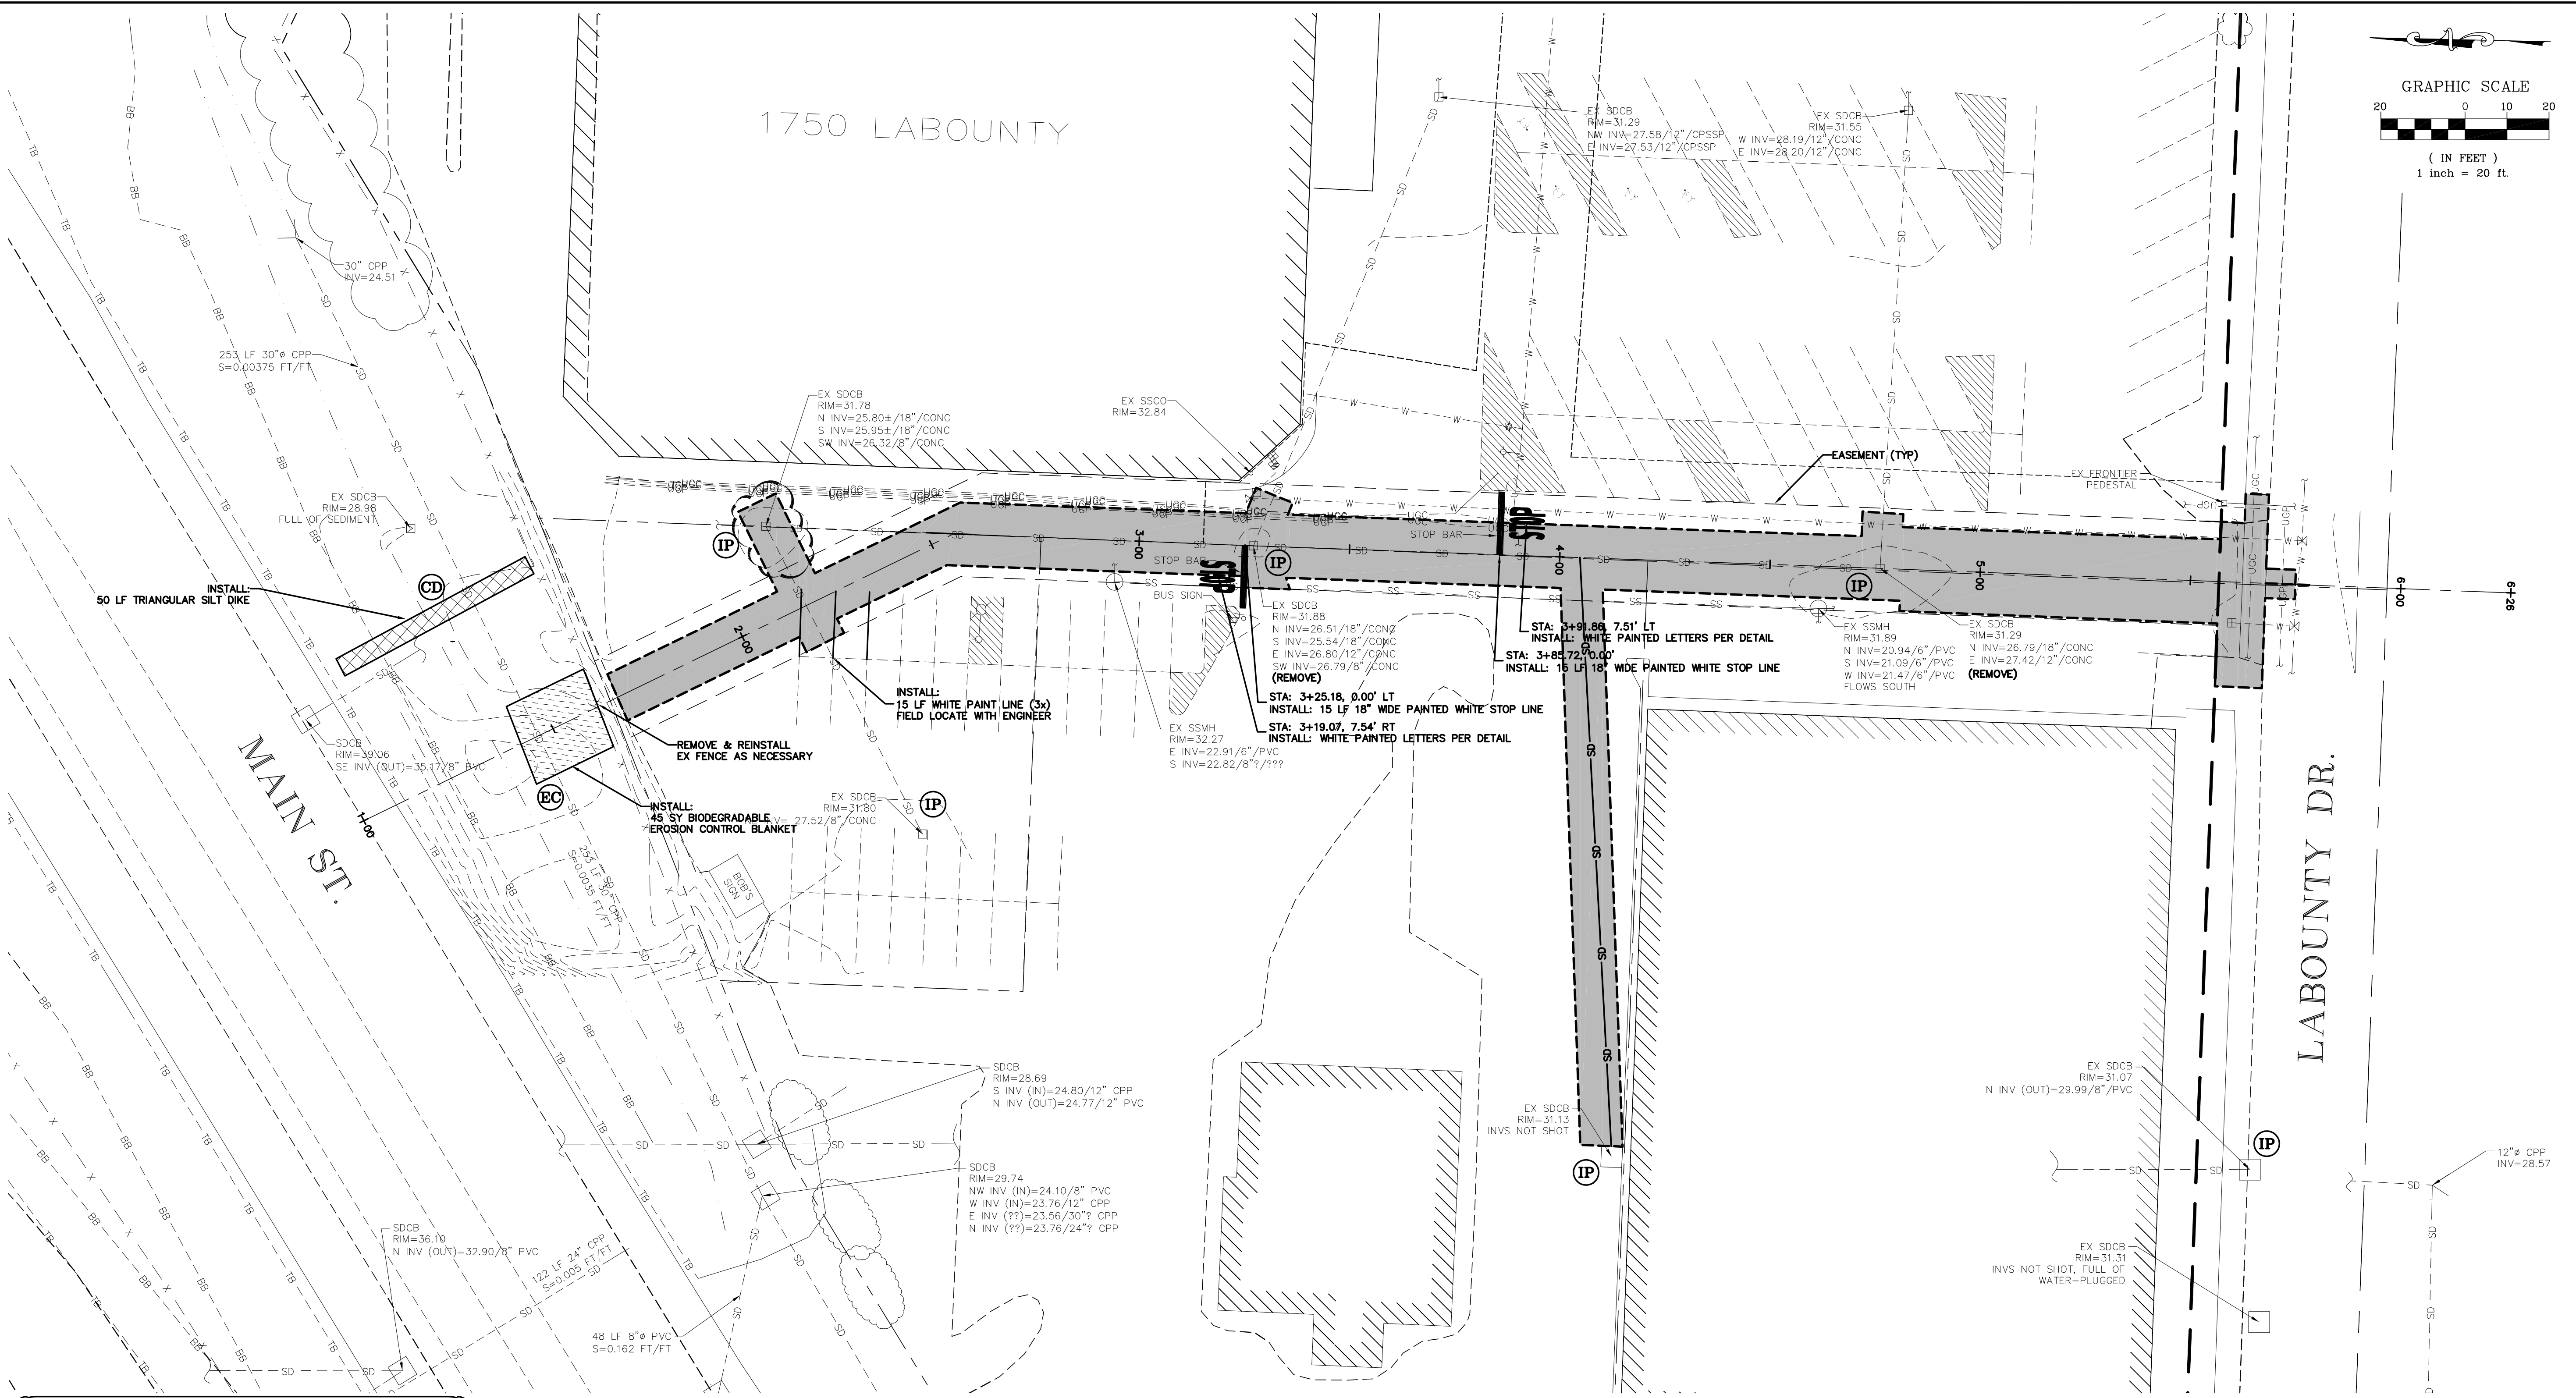 1750 LABOUNTY
GRAPHIC SCALE
20 0 10 20
( IN FEET )
1 inch = 20 ft.
EX SDCB
RIM=31.29
NW INV=27.58/12"/CPSSP
E INV=27.53/12"/CPSSP
EX SDCB
RIM=31.55
W INV=28.19/12"/CONC
E INV=28.20/12"/CONC
30" CPP
INV=24.51
253 LF 30"ø CPP
S=0.00375 FT/FT
EX SDCB
RIM=31.78
N INV=25.80±/18"/CONC
S INV=25.95±/18"/CONC
SW INV=26.32/8"/CONC
EX SSCO
RIM=32.84
EASEMENT (TYP)
EX FRONTIER
PEDESTAL
EX SDCB
RIM=28.98
FULL OF SEDIMENT
IP
STOP BAR
STOP
STOP BAR
STOP
IP
IP
BUS SIGN
INSTALL:
50 LF TRIANGULAR SILT DIKE
CD
1+00
2+00
3+00
4+00
5+00
6+00
6+26
EX SDCB
RIM=31.88
N INV=26.51/18"/CONC
S INV=25.54/18"/CONC
E INV=26.80/12"/CONC
SW INV=26.79/8"/CONC
(REMOVE)
STA: 3+91.86, 7.51' LT
INSTALL: WHITE PAINTED LETTERS PER DETAIL
STA: 3+85.72, 0.00'
INSTALL: 15 LF 18" WIDE PAINTED WHITE STOP LINE
STA: 3+25.18, 0.00' LT
INSTALL: 15 LF 18" WIDE PAINTED WHITE STOP LINE
STA: 3+19.07, 7.54' RT
INSTALL: WHITE PAINTED LETTERS PER DETAIL
EX SSMH
RIM=31.89
N INV=20.94/6"/PVC
S INV=21.09/6"/PVC
W INV=21.47/6"/PVC
FLOWS SOUTH
EX SDCB
RIM=31.29
N INV=26.79/18"/CONC
E INV=27.42/12"/CONC
(REMOVE)
INSTALL:
15 LF WHITE PAINT LINE (3x)
FIELD LOCATE WITH ENGINEER
EX SSMH
RIM=32.27
E INV=22.91/6"/PVC
S INV=22.82/8"?/???
REMOVE & REINSTALL
EX FENCE AS NECESSARY
SDCB
RIM=39.06
SE INV (OUT)=35.17/8" PVC
MAIN ST.
EC
INSTALL:
45 SY BIODEGRADABLE
EROSION CONTROL BLANKET
EX SDCB
RIM=31.80
INV= 27.52/8"/CONC
IP
253 LF 30"ø CPP
S=0.0035 FT/FT
BOB'S
SIGN
LABOUNTY DR.
SDCB
RIM=28.69
S INV (IN)=24.80/12" CPP
N INV (OUT)=24.77/12" PVC
EX SDCB
RIM=31.13
INVS NOT SHOT
IP
EX SDCB
RIM=31.07
N INV (OUT)=29.99/8"/PVC
IP
12"ø CPP
INV=28.57
SDCB
RIM=29.74
NW INV (IN)=24.10/8" PVC
W INV (IN)=23.76/12" CPP
E INV (??)=23.56/30"? CPP
N INV (??)=23.76/24"? CPP
SDCB
RIM=36.10
N INV (OUT)=32.90/8" PVC
122 LF 24" CPP
S=0.005 FT/FT
EX SDCB
RIM=31.31
INVS NOT SHOT, FULL OF
WATER-PLUGGED
48 LF 8"ø PVC
S=0.162 FT/FT